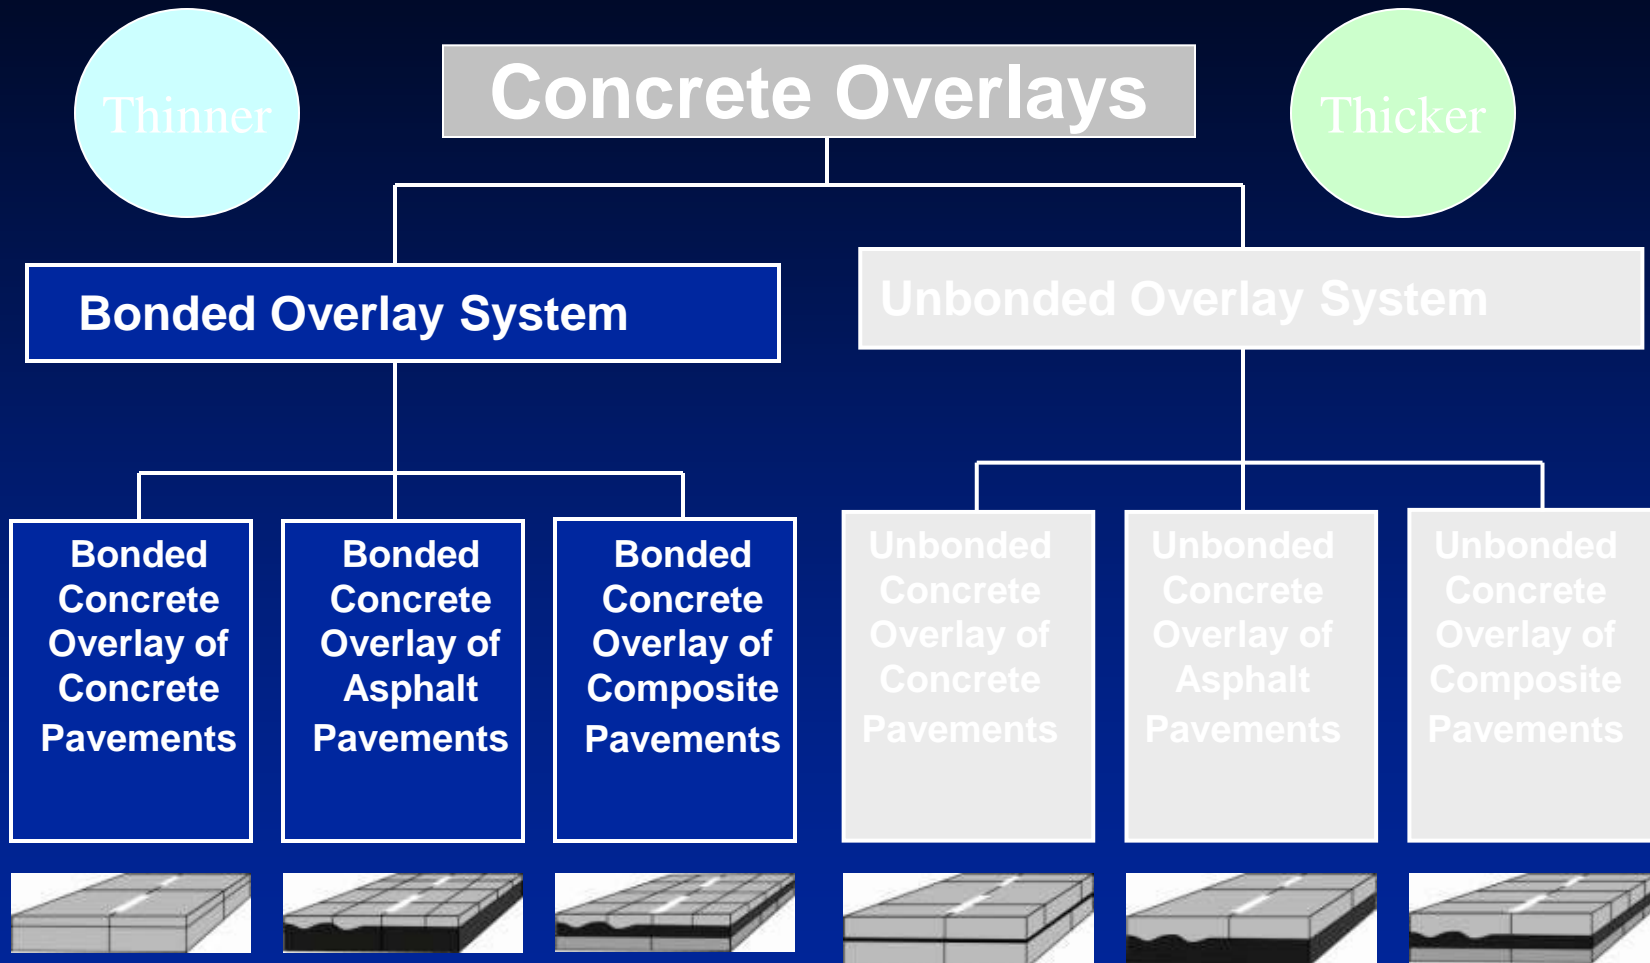 Thinner
Concrete Overlays
Thicker
Bonded Overlay System
Unbonded Overlay System
Bonded
Concrete
Overlay of
Concrete
Pavements
Bonded
Concrete
Overlay of
Asphalt
Pavements
Bonded
Concrete
Overlay of
Composite
Pavements
Unbonded
Concrete
Overlay of
Concrete
Pavements
Unbonded
Concrete
Overlay of
Asphalt
Pavements
Unbonded
Concrete
Overlay of
Composite
Pavements